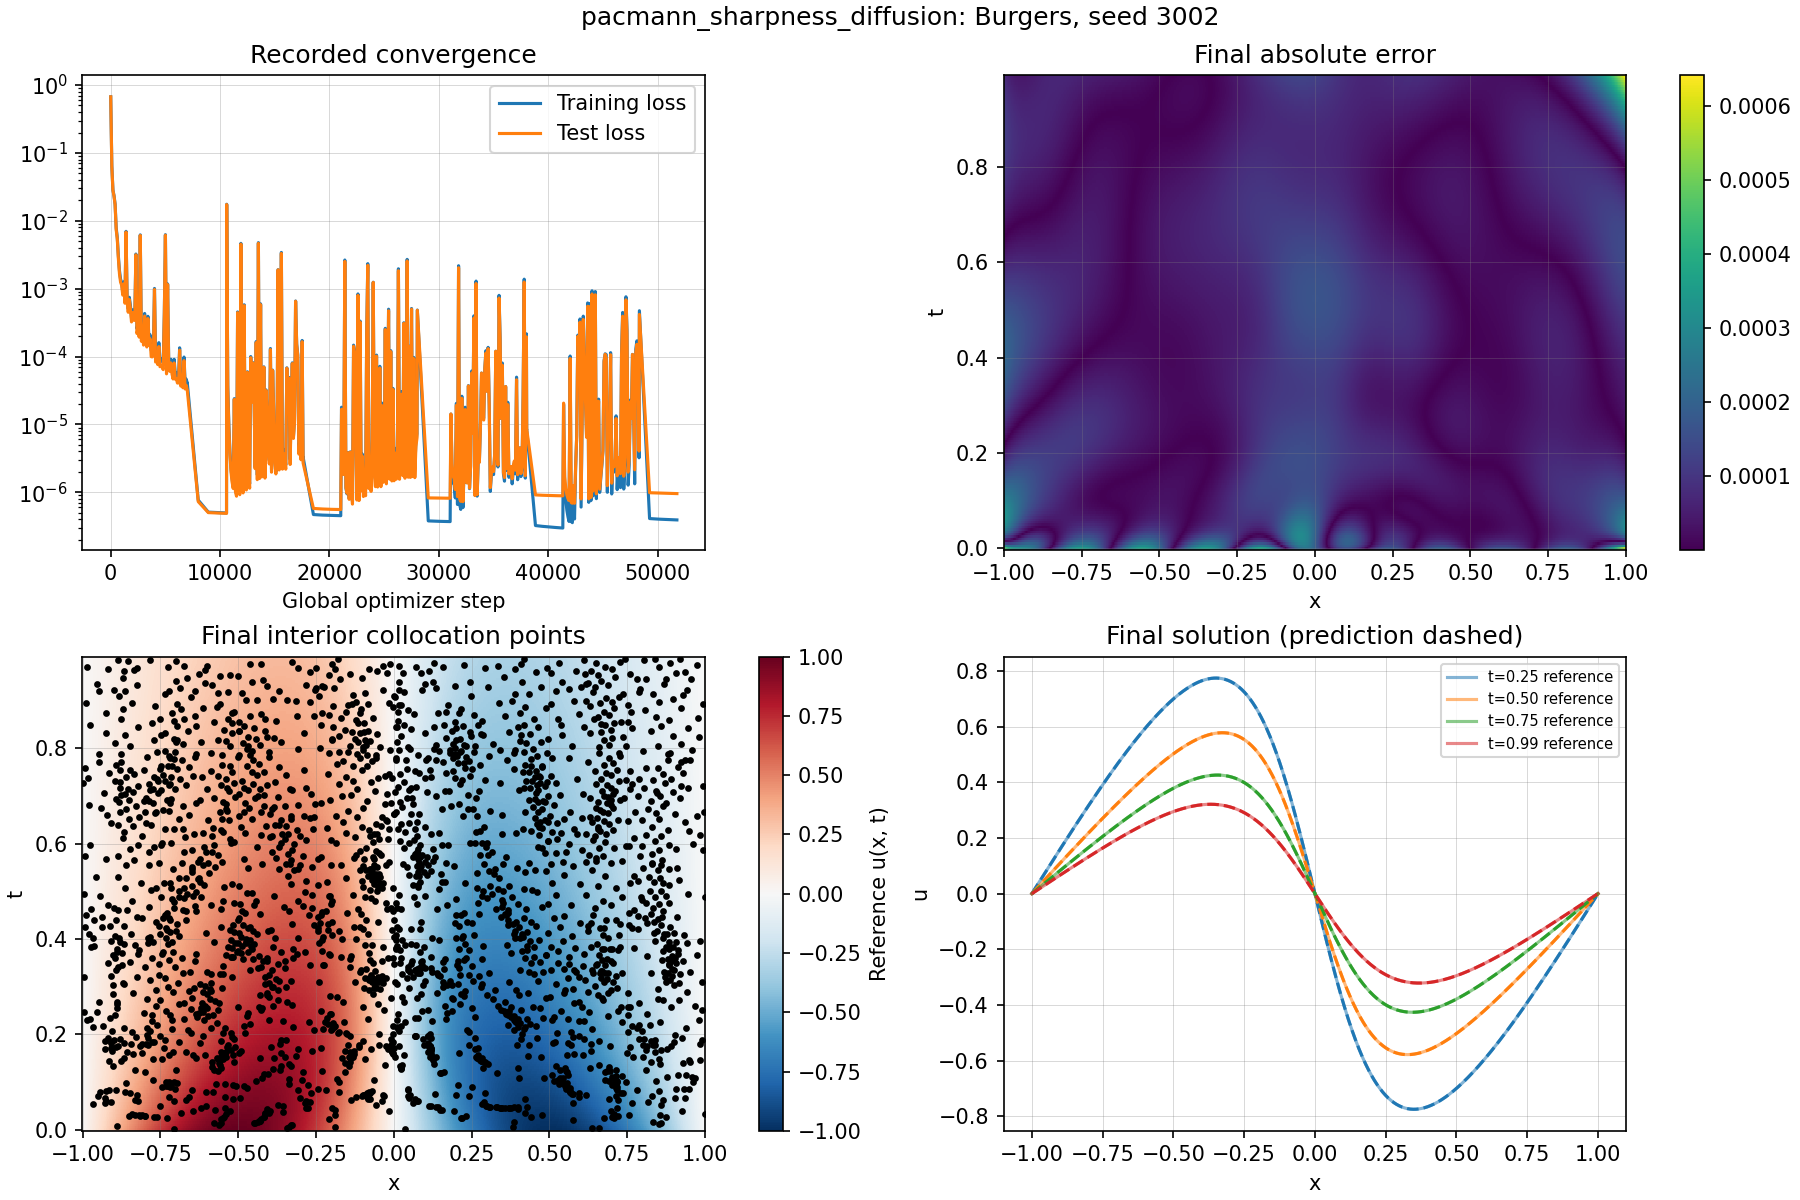 pacmann_sharpness_diffusion: Burgers, seed 3002
Recorded convergence
10⁰
10⁻¹
10⁻²
10⁻³
10⁻⁴
10⁻⁵
10⁻⁶
Training loss
Test loss
0 10000 20000 30000 40000 50000
Global optimizer step
Final absolute error
t
0.8
0.6
0.4
0.2
0.0
−1.00 −0.75 −0.50 −0.25 0.00 0.25 0.50 0.75 1.00
x
0.0006
0.0005
0.0004
0.0003
0.0002
0.0001
Final interior collocation points
t
0.8
0.6
0.4
0.2
0.0
−1.00 −0.75 −0.50 −0.25 0.00 0.25 0.50 0.75 1.00
x
1.00
0.75
0.50
0.25
0.00
−0.25
−0.50
−0.75
−1.00
Reference u(x, t)
Final solution (prediction dashed)
u
0.8
0.6
0.4
0.2
0.0
−0.2
−0.4
−0.6
−0.8
t=0.25 reference
t=0.50 reference
t=0.75 reference
t=0.99 reference
−1.00 −0.75 −0.50 −0.25 0.00 0.25 0.50 0.75 1.00
x